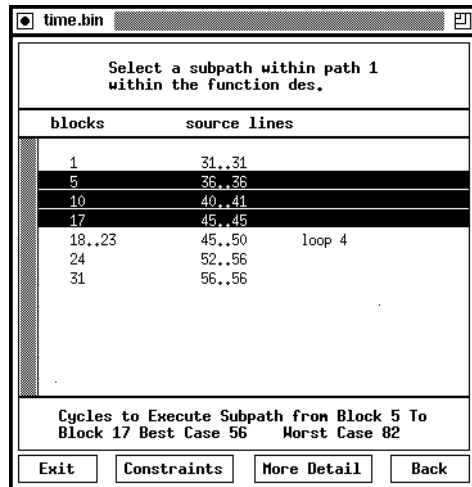 time.bin
Select a subpath within path 1
within the function des.
blocks source lines
1 31..31
5 36..36
10 40..41
17 45..45
18..23 45..50 loop 4
24 52..56
31 56..56
Cycles to Execute Subpath from Block 5 To
Block 17 Best Case 56 Worst Case 82
Exit Constraints More Detail Back